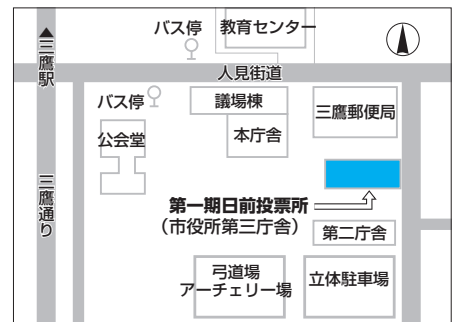 ▲三鷹駅
バス停
教育センター
人見街道
バス停
議場棟
三鷹郵便局
公会堂
本庁舎
三鷹通り
第一期日前投票所
（市役所第三庁舎）
第二庁舎
弓道場
アーチェリー場
立体駐車場